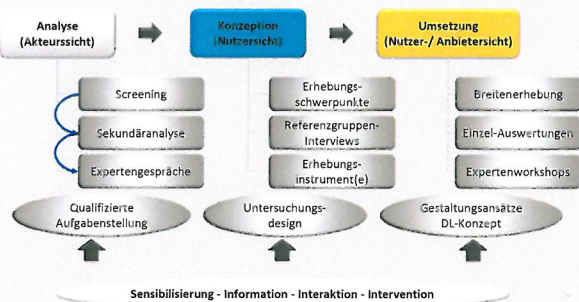 Analyse
(Akteurssicht)
Konzeption
(Nutzersicht)
Umsetzung
(Nutzer-/ Anbietersicht)
Screening
Sekundäranalyse
Expertengespräche
Qualifizierte
Aufgabenstellung
Erhebungs-
schwerpunkte
Referenzgruppen-
Interviews
Erhebungs-
instrument(e)
Untersuchungs-
design
Breitenerhebung
Einzel-Auswertungen
Expertenworkshops
Gestaltungsansätze
DL-Konzept
Sensibilisierung - Information - Interaktion - Intervention